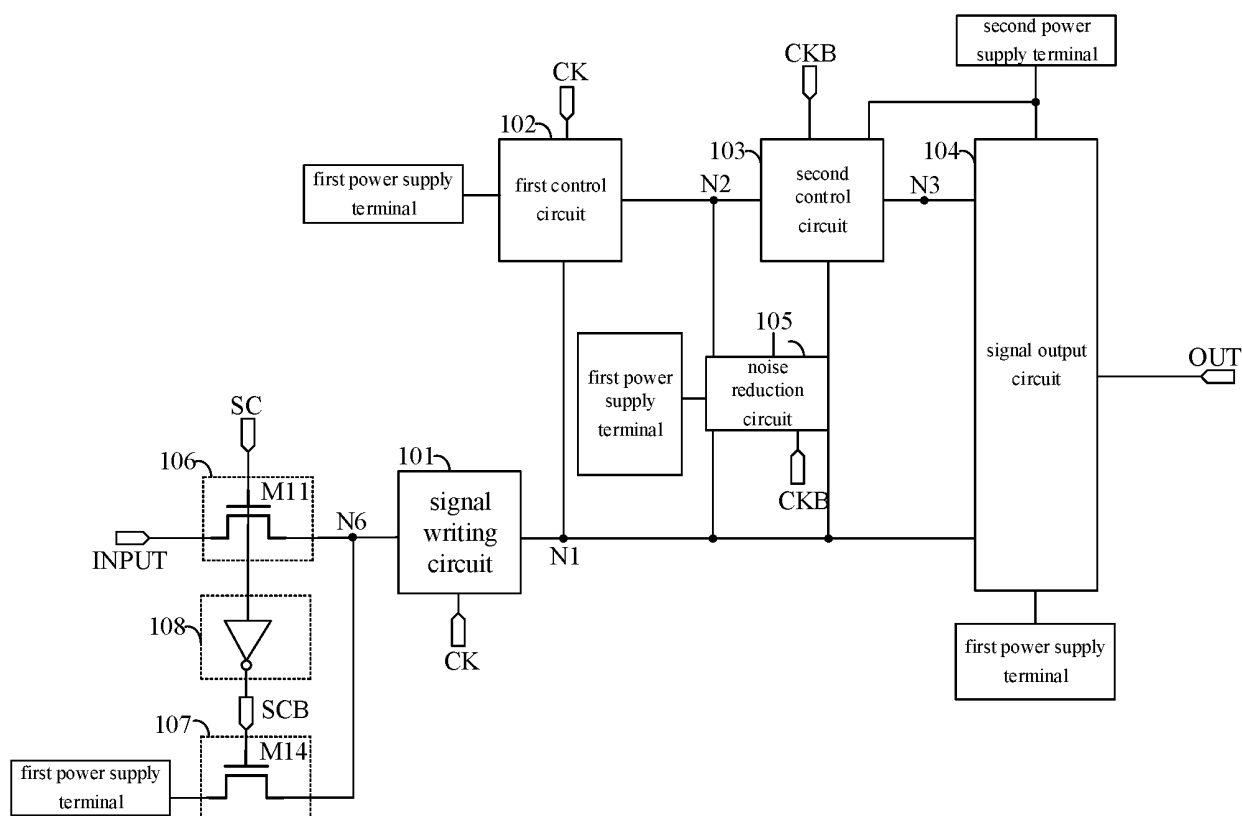 second power
supply terminal
CK
CKB
102
103
104
first power supply
terminal
first control
circuit
N2
second
control
circuit
N3
105
first power
supply
terminal
noise
reduction
circuit
signal output
circuit
OUT
SC
106
M11
101
CKB
INPUT
N6
signal
writing
circuit
N1
108
CK
first power supply
terminal
SCB
107
M14
first power supply
terminal